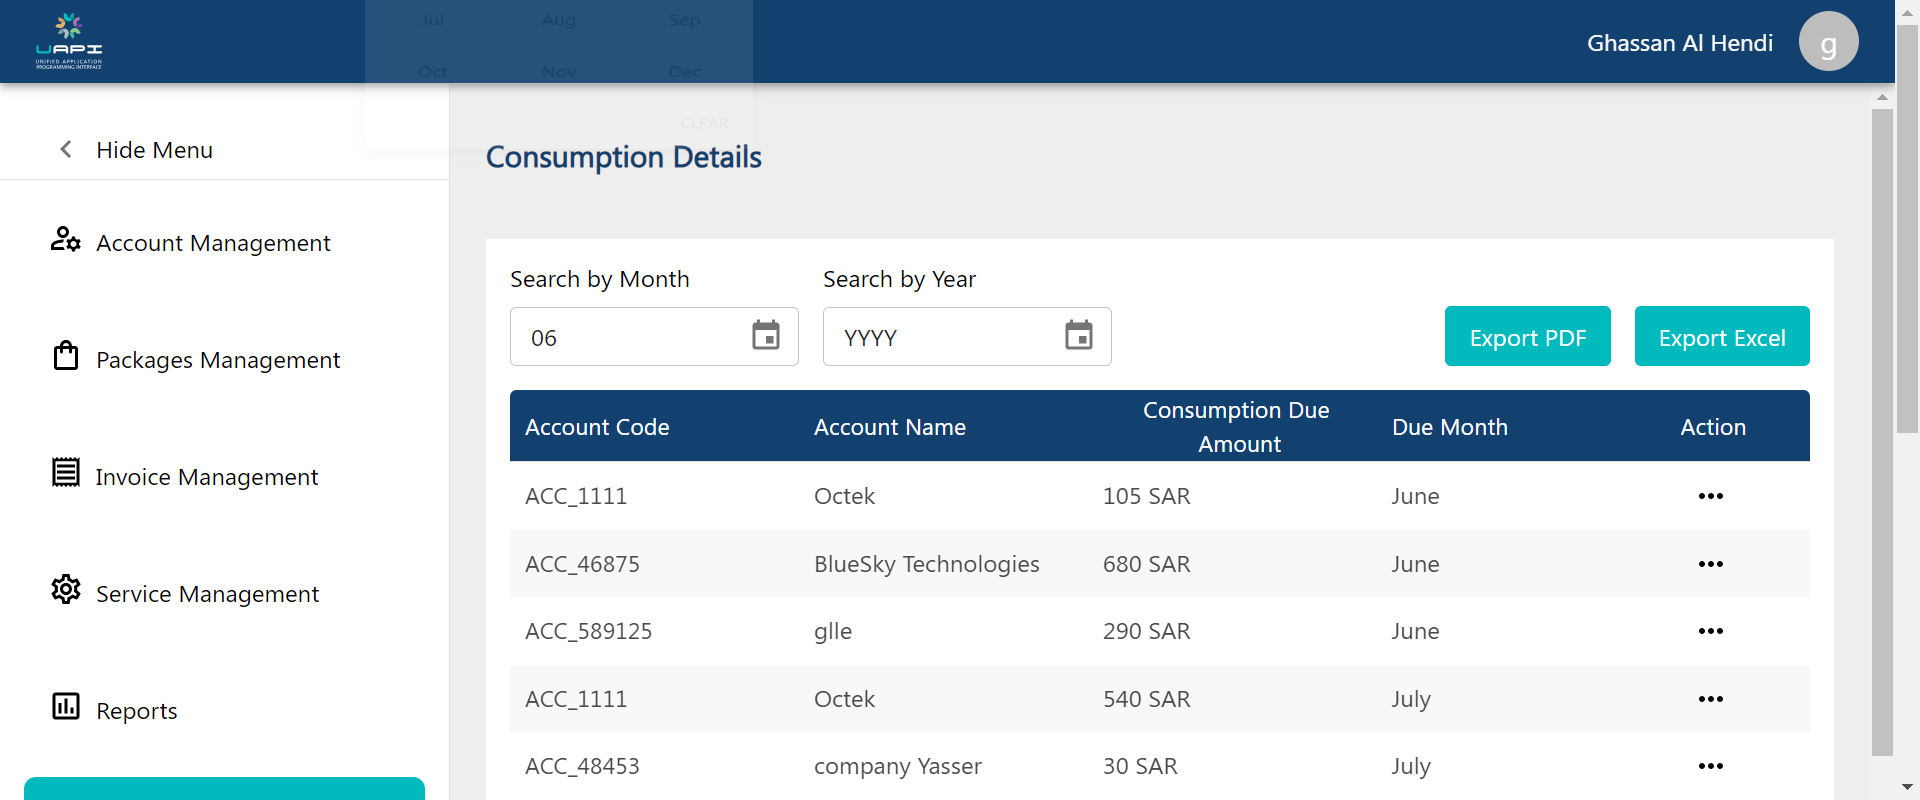 Jul Aug Sep
Oct Nov Dec
CLEAR
UAPI
UNIFIED APPLICATION
PROGRAMMING INTERFACE
Ghassan Al Hendi
g
Hide Menu
Account Management
Packages Management
Invoice Management
Service Management
Reports
Consumption Details
Search by Month
Search by Year
06
YYYY
Export PDF
Export Excel
Account Code Account Name Consumption Due Amount Due Month Action
ACC_1111 Octek 105 SAR June
ACC_46875 BlueSky Technologies 680 SAR June
ACC_589125 glle 290 SAR June
ACC_1111 Octek 540 SAR July
ACC_48453 company Yasser 30 SAR July